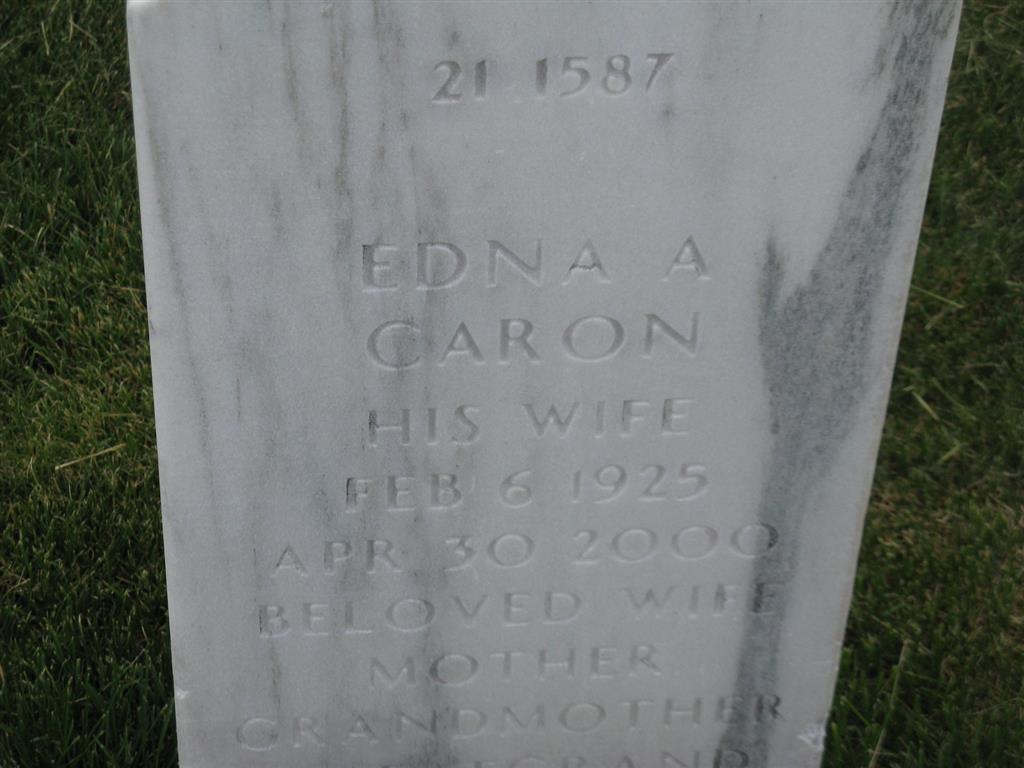 21 1587
EDNA A
CARON
HIS WIFE
FEB 6 1925
APR 30 2000
BELOVED WIFE
MOTHER
GRANDMOTHER